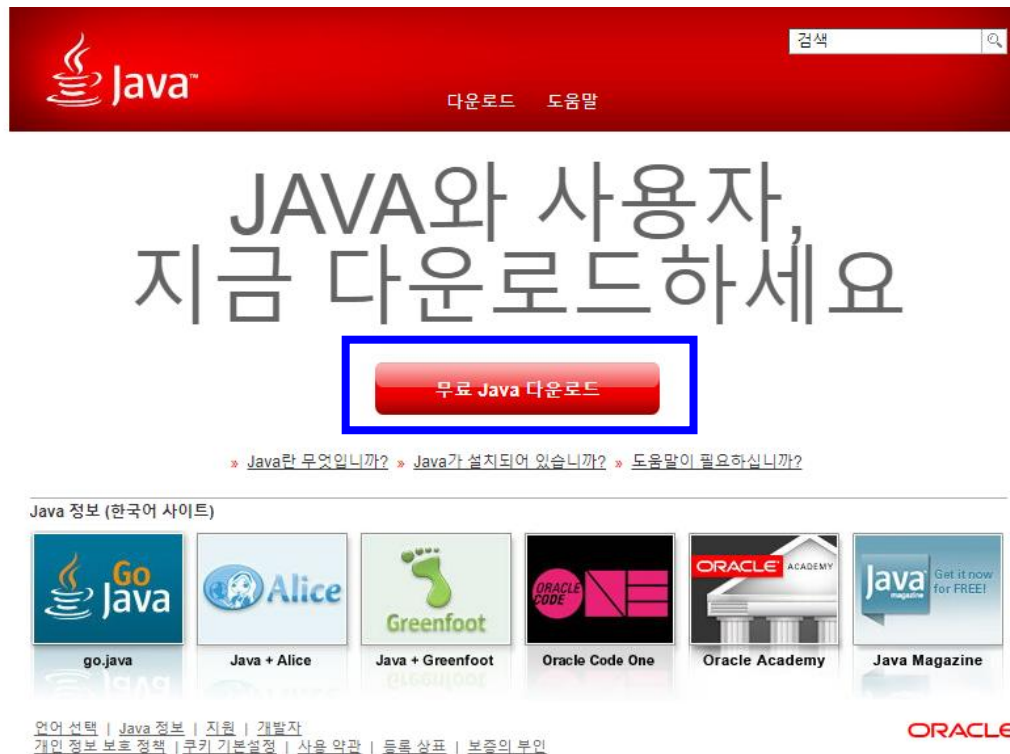 Java™
검색
다운로드 도움말
JAVA와 사용자,
지금 다운로드하세요
무료 Java 다운로드
» Java란 무엇입니까? » Java가 설치되어 있습니까? » 도움말이 필요하십니까?
Java 정보 (한국어 사이트)
Go
Java
Alice
Greenfoot
ORACLE
CODE
ONE
ORACLE ACADEMY
Java
magazine
Get it now
for FREE!
go.java
Java + Alice
Java + Greenfoot
Oracle Code One
Oracle Academy
Java Magazine
언어 선택 | Java 정보 | 지원 | 개발자
개인 정보 보호 정책 | 쿠키 기본설정 | 사용 약관 | 등록 상표 | 보증의 부인
ORACLE